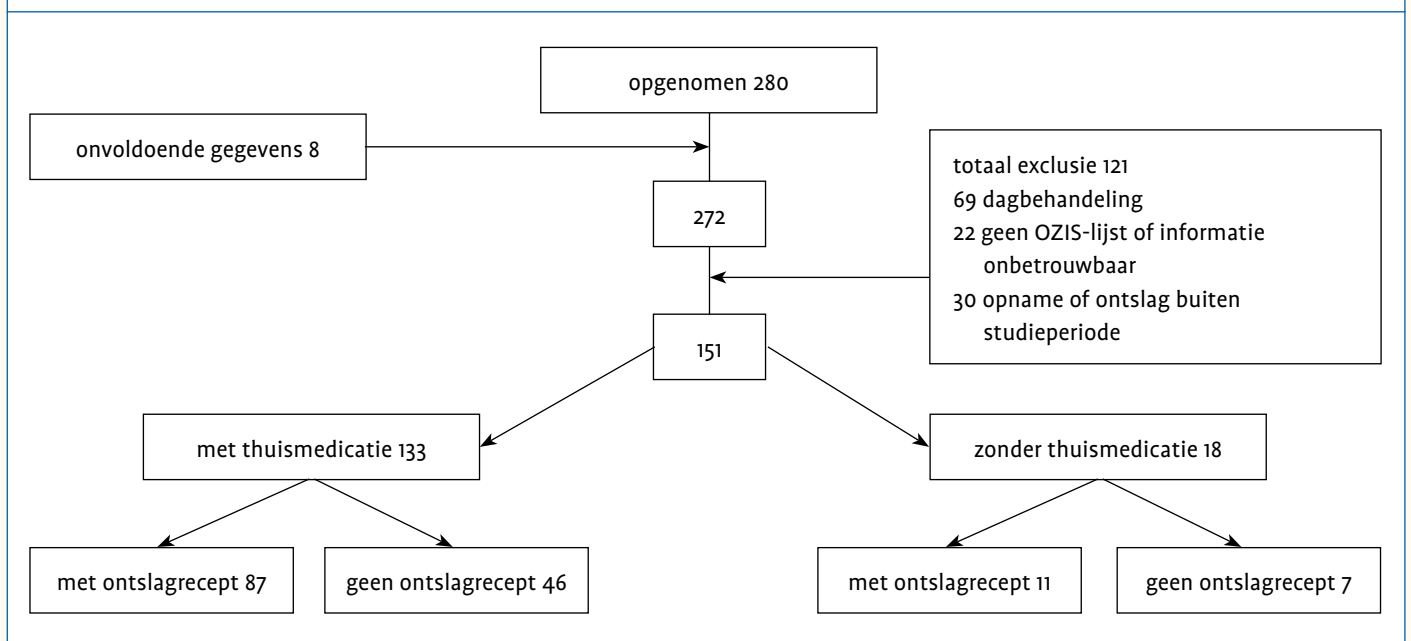 opgenomen 280
onvoldoende gegevens 8
272
totaal exclusie 121
69 dagbehandeling
22 geen OZIS-lijst of informatie
onbetrouwbaar
30 opname of ontslag buiten
studieperiode
151
met thuismedicatie 133
zonder thuismedicatie 18
met ontslagrecept 87
geen ontslagrecept 46
met ontslagrecept 11
geen ontslagrecept 7